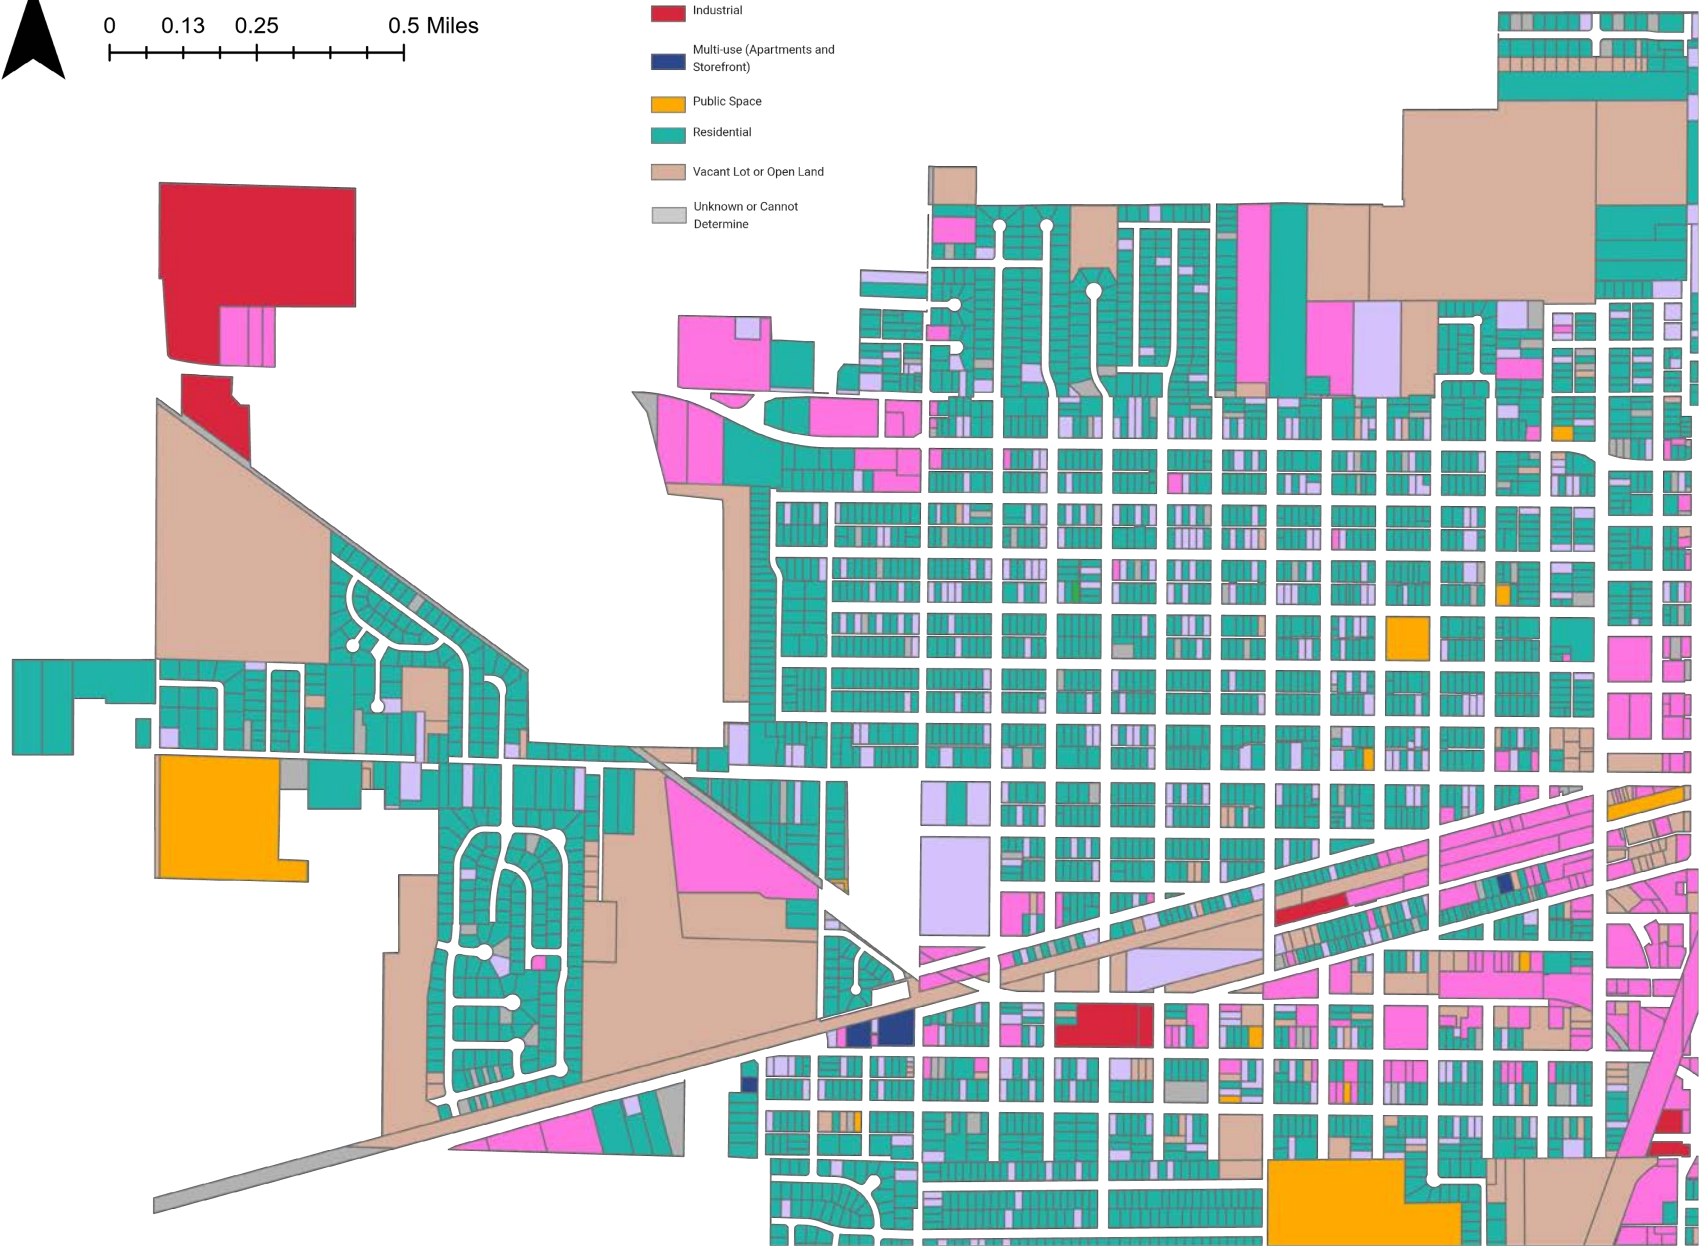 0 0.13 0.25 0.5 Miles
Industrial
Multi-use (Apartments and
Storefront)
Public Space
Residential
Vacant Lot or Open Land
Unknown or Cannot
Determine